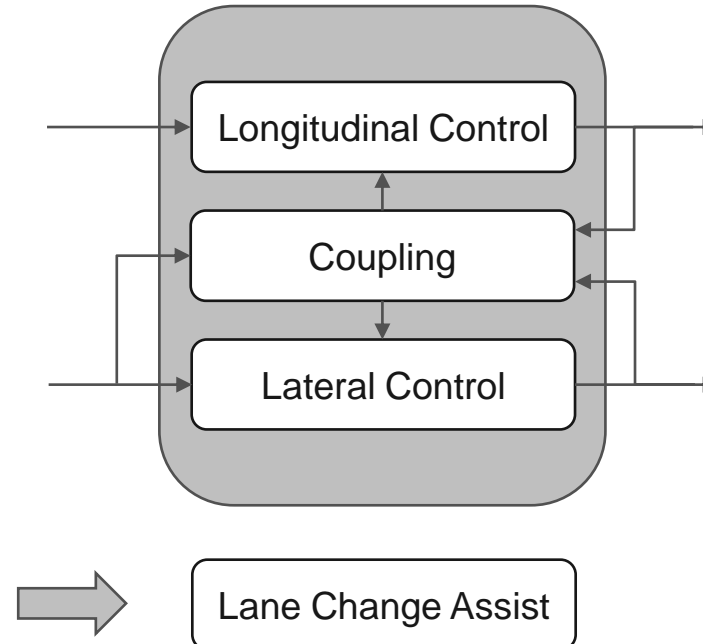 Longitudinal Control
Coupling
Lateral Control
Lane Change Assist